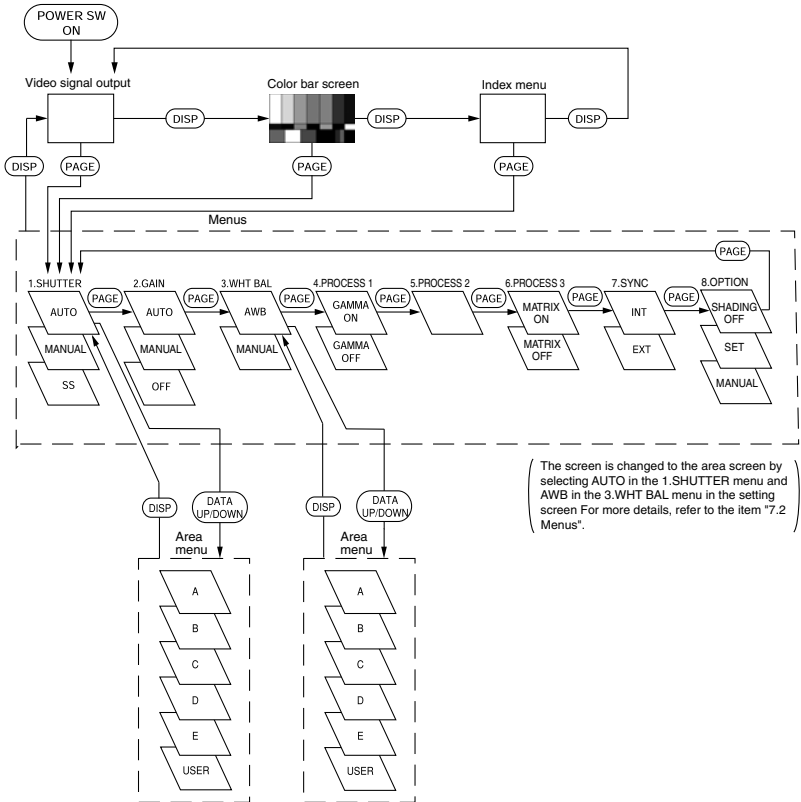 POWER SW
ON
Video signal output
Color bar screen
Index menu
DISP
DISP
DISP
DISP
PAGE
PAGE
PAGE
Menus
PAGE
1.SHUTTER
2.GAIN
3.WHT BAL
4.PROCESS 1
5.PROCESS 2
6.PROCESS 3
7.SYNC
8.OPTION
PAGE
PAGE
PAGE
PAGE
PAGE
PAGE
PAGE
AUTO
MANUAL
SS
AUTO
MANUAL
OFF
AWB
MANUAL
GAMMA
ON
GAMMA
OFF
MATRIX
ON
MATRIX
OFF
INT
EXT
SHADING
OFF
SET
MANUAL
The screen is changed to the area screen by
selecting AUTO in the 1.SHUTTER menu and
AWB in the 3.WHT BAL menu in the setting
screen For more details, refer to the item "7.2
Menus".
DISP
DATA
UP/DOWN
Area
menu
A
B
C
D
E
USER
DISP
DATA
UP/DOWN
Area
menu
A
B
C
D
E
USER